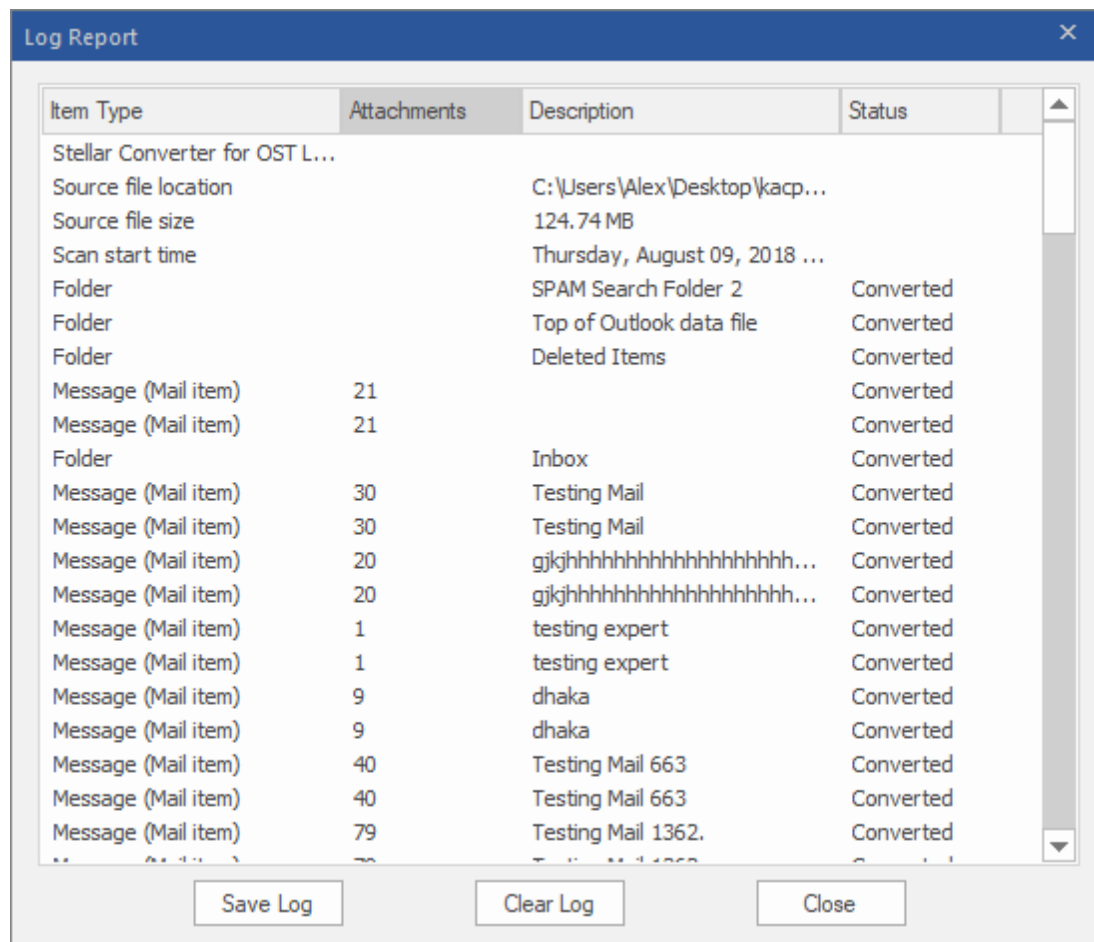 Log Report
Item Type Attachments Description Status
Stellar Converter for OST L...
Source file location C:\Users\Alex\Desktop\kacp...
Source file size 124.74 MB
Scan start time Thursday, August 09, 2018 ...
Folder SPAM Search Folder 2 Converted
Folder Top of Outlook data file Converted
Folder Deleted Items Converted
Message (Mail item) 21 Converted
Message (Mail item) 21 Converted
Folder Inbox Converted
Message (Mail item) 30 Testing Mail Converted
Message (Mail item) 30 Testing Mail Converted
Message (Mail item) 20 gjkjhhhhhhhhhhhhhhhhhhh... Converted
Message (Mail item) 20 gjkjhhhhhhhhhhhhhhhhhhh... Converted
Message (Mail item) 1 testing expert Converted
Message (Mail item) 1 testing expert Converted
Message (Mail item) 9 dhaka Converted
Message (Mail item) 9 dhaka Converted
Message (Mail item) 40 Testing Mail 663 Converted
Message (Mail item) 40 Testing Mail 663 Converted
Message (Mail item) 79 Testing Mail 1362. Converted
Save Log Clear Log Close